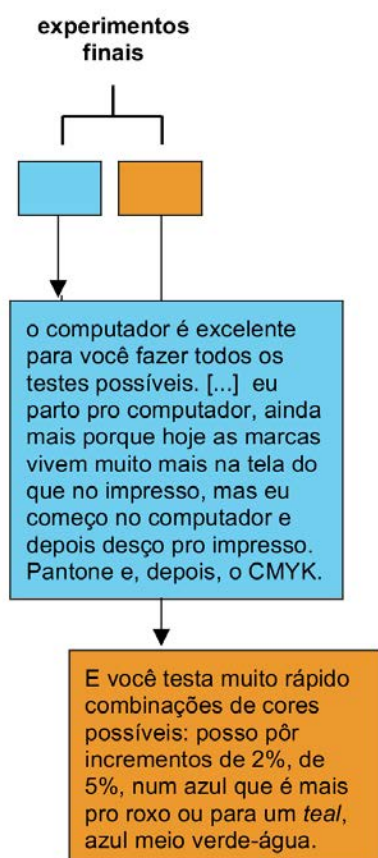 experimentos
finais
o computador é excelente
para você fazer todos os
testes possíveis. [...] eu
parto pro computador, ainda
mais porque hoje as marcas
vivem muito mais na tela do
que no impresso, mas eu
começo no computador e
depois desço pro impresso.
Pantone e, depois, o CMYK.
E você testa muito rápido
combinações de cores
possíveis: posso pôr
incrementos de 2%, de
5%, num azul que é mais
pro roxo ou para um teal,
azul meio verde-água.